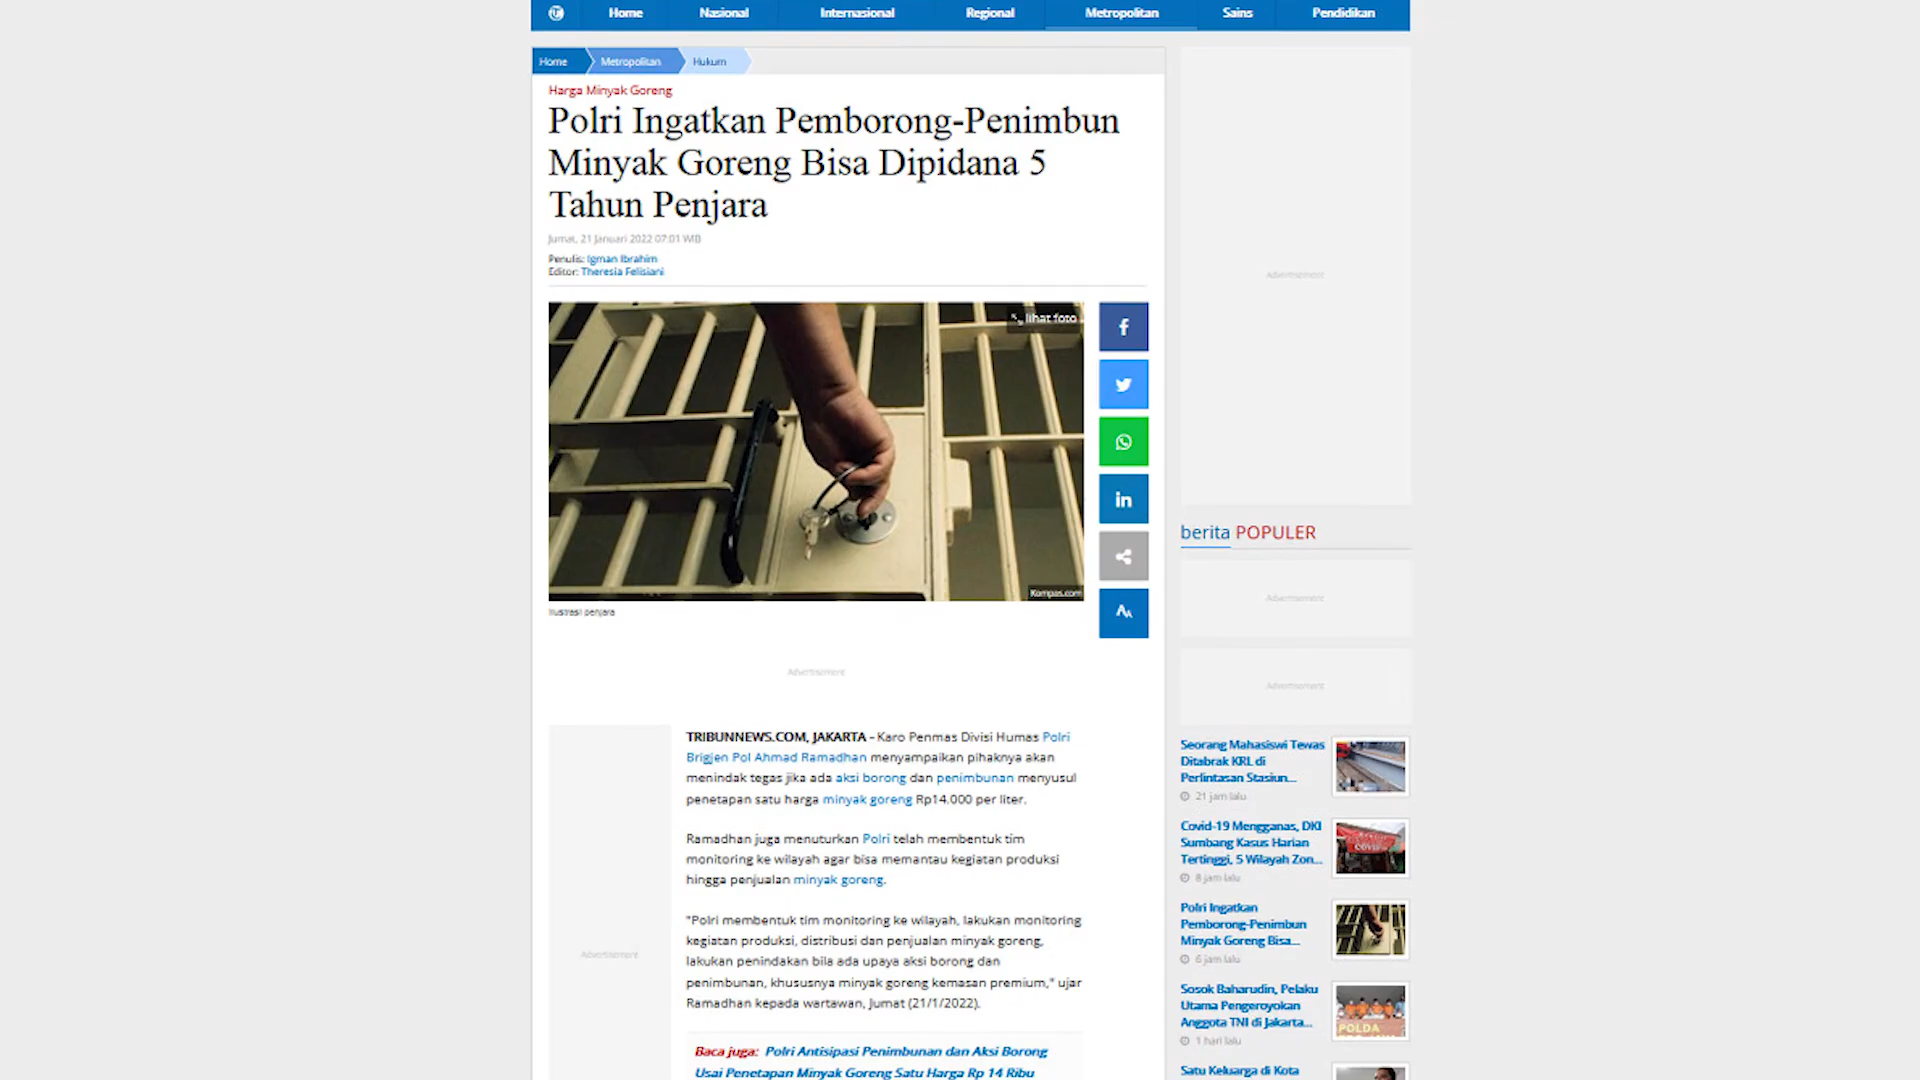 Home Nasional Internasional Regional Metropolitan Sains Pendidikan
Home Metropolitan Hukum
Harga Minyak Goreng
Polri Ingatkan Pemborong-Penimbun
Minyak Goreng Bisa Dipidana 5
Tahun Penjara
Jumat, 21 Januari 2022 07:01 WIB
Penulis: Igman Ibrahim
Editor: Theresia Felisiani
lihat foto
Kompas.com
Ilustrasi penjara
Advertisement
Advertisement
TRIBUNNEWS.COM, JAKARTA - Karo Penmas Divisi Humas Polri
Brigjen Pol Ahmad Ramadhan menyampaikan pihaknya akan
menindak tegas jika ada aksi borong dan penimbunan menyusul
penetapan satu harga minyak goreng Rp14.000 per liter.
Ramadhan juga menuturkan Polri telah membentuk tim
monitoring ke wilayah agar bisa memantau kegiatan produksi
hingga penjualan minyak goreng.
"Polri membentuk tim monitoring ke wilayah, lakukan monitoring
kegiatan produksi, distribusi dan penjualan minyak goreng,
lakukan penindakan bila ada upaya aksi borong dan
penimbunan, khususnya minyak goreng kemasan premium," ujar
Ramadhan kepada wartawan, Jumat (21/1/2022).
Baca juga: Polri Antisipasi Penimbunan dan Aksi Borong
Usai Penetapan Minyak Goreng Satu Harga Rp 14 Ribu
Advertisement
berita POPULER
Advertisement
Advertisement
Seorang Mahasiswi Tewas
Ditabrak KRL di
Perlintasan Stasiun...
21 jam lalu
Covid-19 Mengganas, DKI
Sumbang Kasus Harian
Tertinggi, 5 Wilayah Zon...
8 jam lalu
Polri Ingatkan
Pemborong-Penimbun
Minyak Goreng Bisa...
6 jam lalu
Sosok Baharudin, Pelaku
Utama Pengeroyokan
Anggota TNI di Jakarta...
1 hari lalu
POLDA
Satu Keluarga di Kota